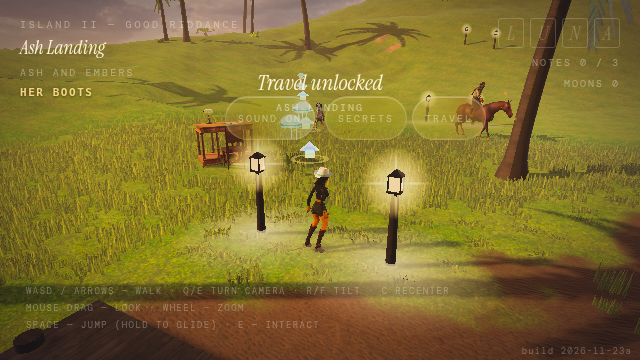 ISLAND II — GOOD RIDDANCE
Ash Landing
ASH AND EMBERS
HER BOOTS
L U N A
NOTES 0 / 3
MOONS 0
Travel unlocked
ASH LANDING
SOUND ON
SECRETS
TRAVEL
WASD / ARROWS — WALK · Q/E TURN CAMERA · R/F TILT · C RECENTER
MOUSE DRAG — LOOK · WHEEL — ZOOM
SPACE — JUMP (HOLD TO GLIDE) · E — INTERACT
build 2026-11-23a